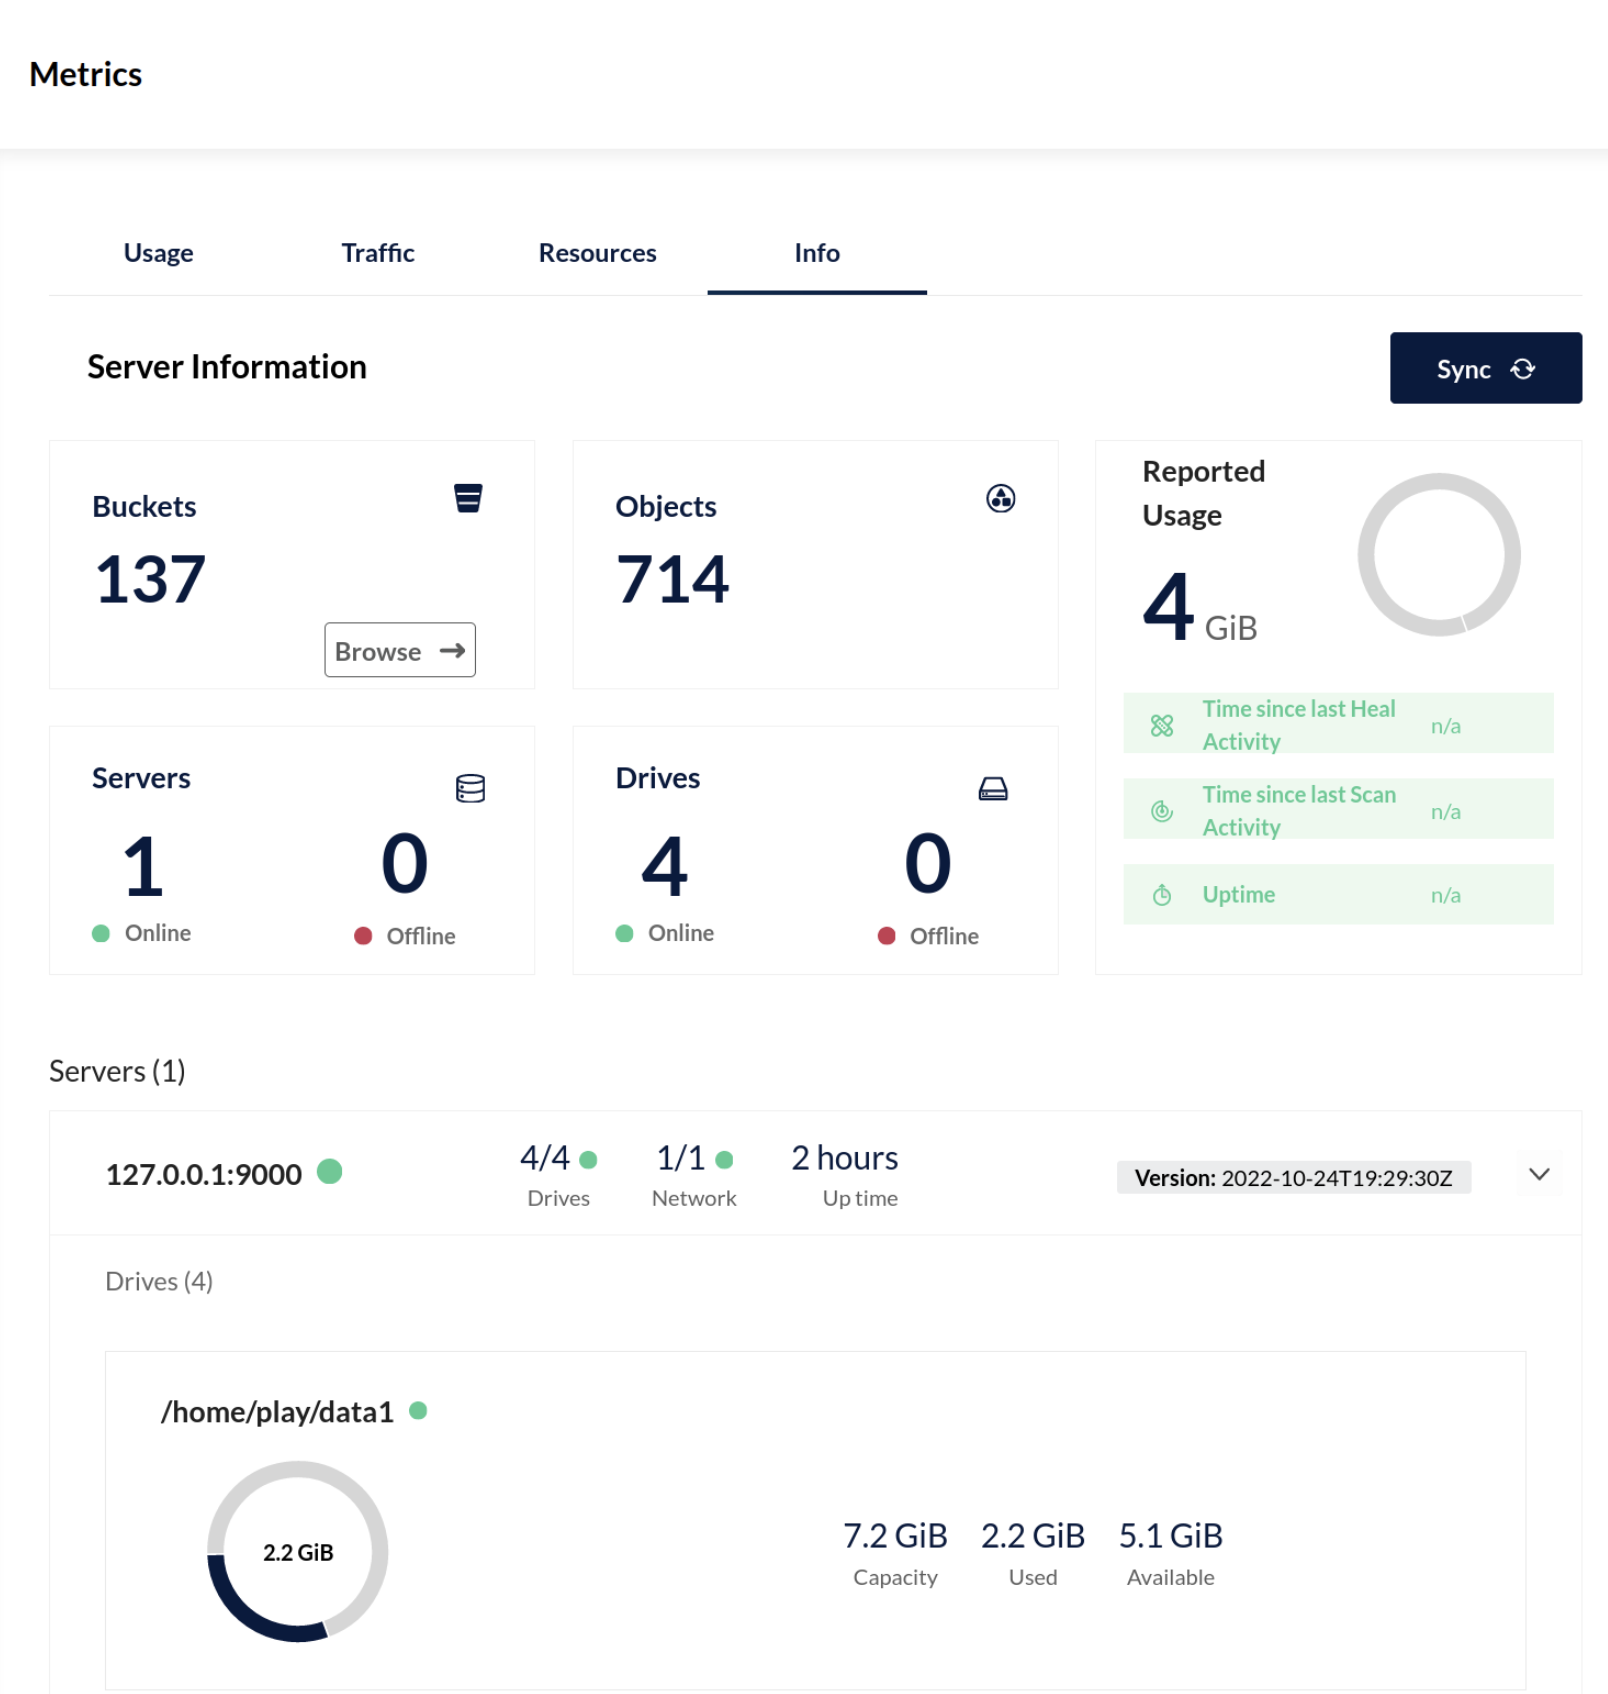 Metrics
Usage
Traffic
Resources
Info
Server Information
Sync
Buckets
137
Browse
Objects
714
Reported
Usage
4 GiB
Time since last Heal
Activity
n/a
Time since last Scan
Activity
n/a
Uptime
n/a
Servers
1
Online
0
Offline
Drives
4
Online
0
Offline
Servers (1)
127.0.0.1:9000
4/4
Drives
1/1
Network
2 hours
Up time
Version: 2022-10-24T19:29:30Z
Drives (4)
/home/play/data1
2.2 GiB
7.2 GiB
Capacity
2.2 GiB
Used
5.1 GiB
Available